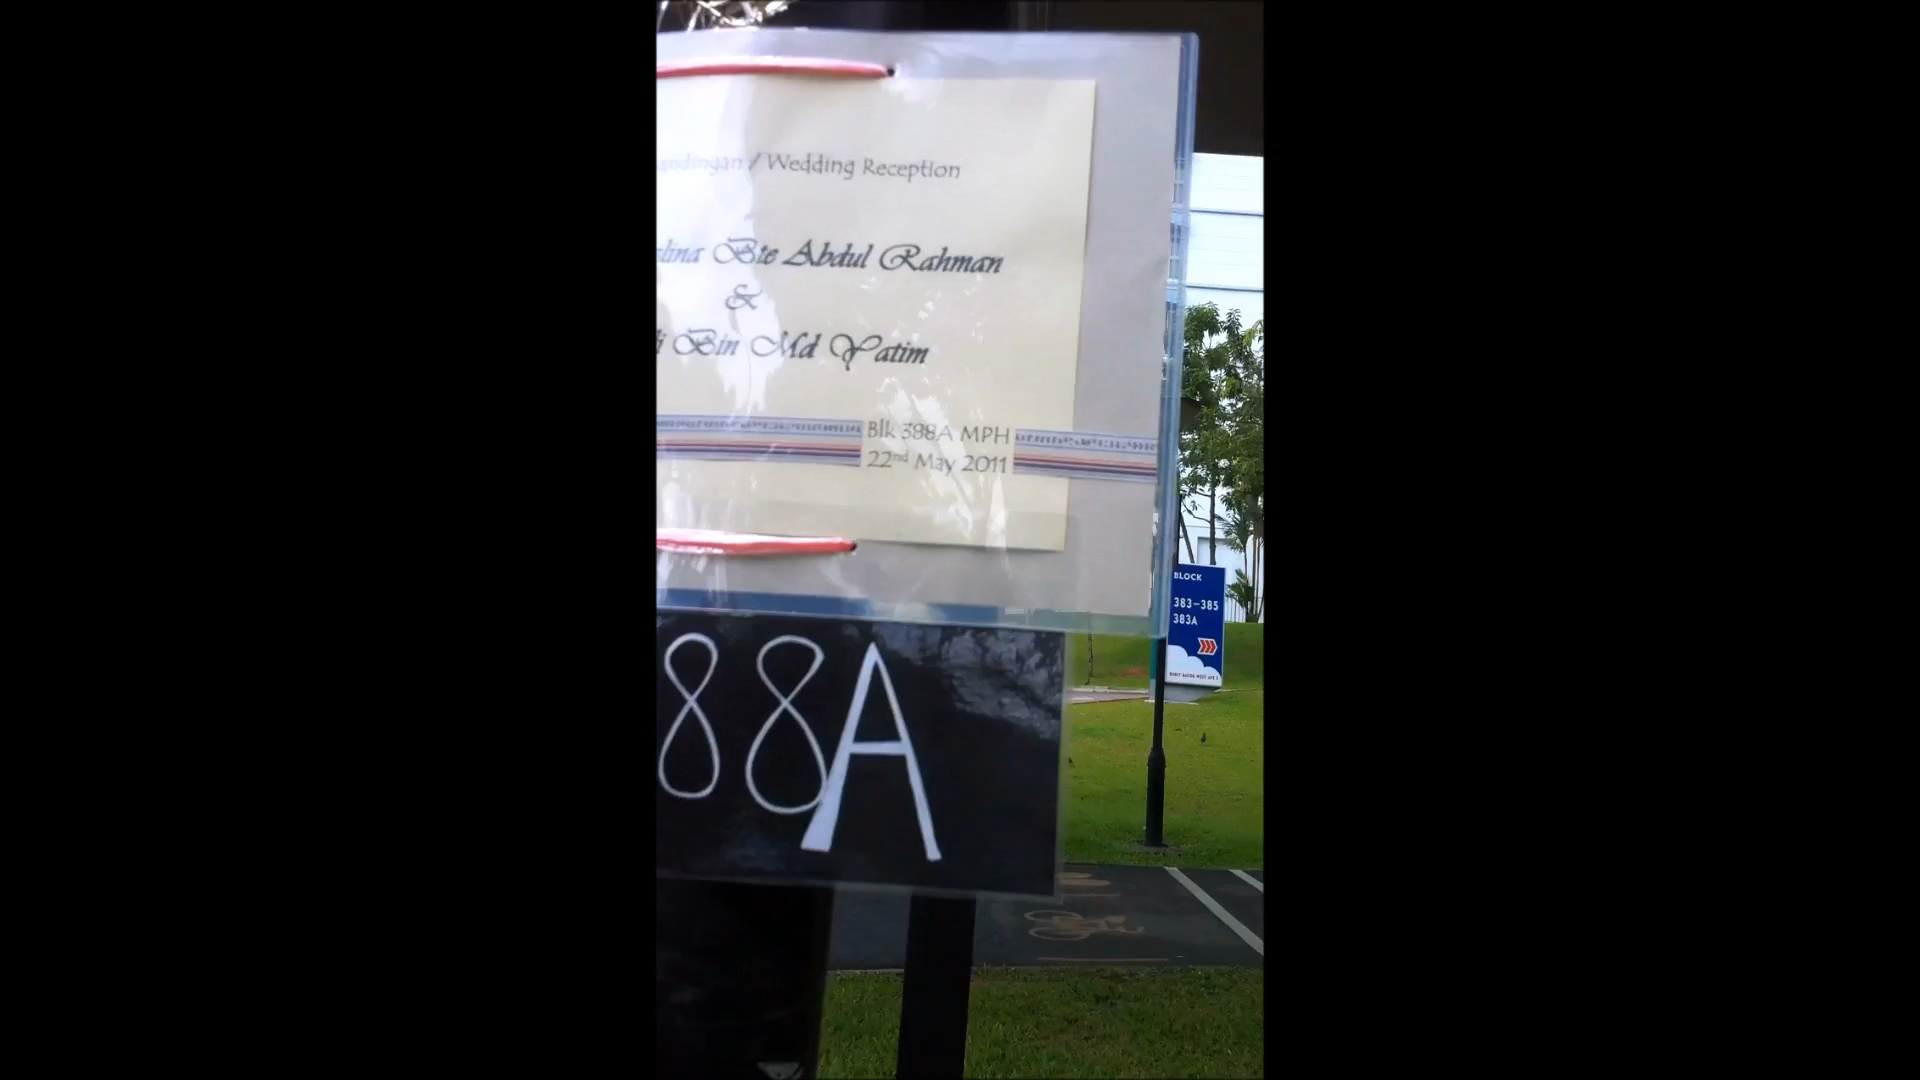 / Wedding Reception
Bte Abdul Rahman
&
Bin Md Yatim
Blk 388A MPH
22nd May 2011
88A
BLOCK
383-385
383A